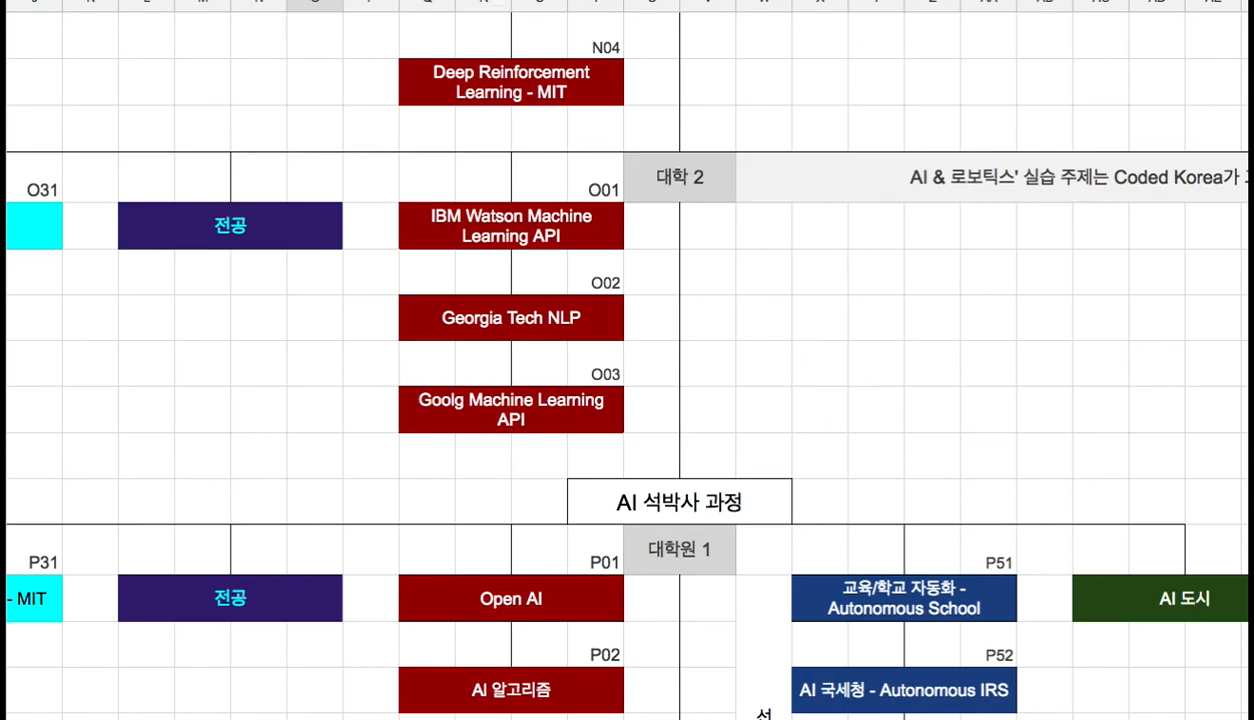 N04
Deep Reinforcement
Learning - MIT
O31
O01
대학 2
AI & 로보틱스' 실습 주제는 Coded Korea가
전공
IBM Watson Machine
Learning API
O02
Georgia Tech NLP
O03
Goolg Machine Learning
API
AI 석박사 과정
P31
P01
대학원 1
P51
- MIT
전공
Open AI
교육/학교 자동화 -
Autonomous School
AI 도시
P02
P52
AI 알고리즘
AI 국세청 - Autonomous IRS